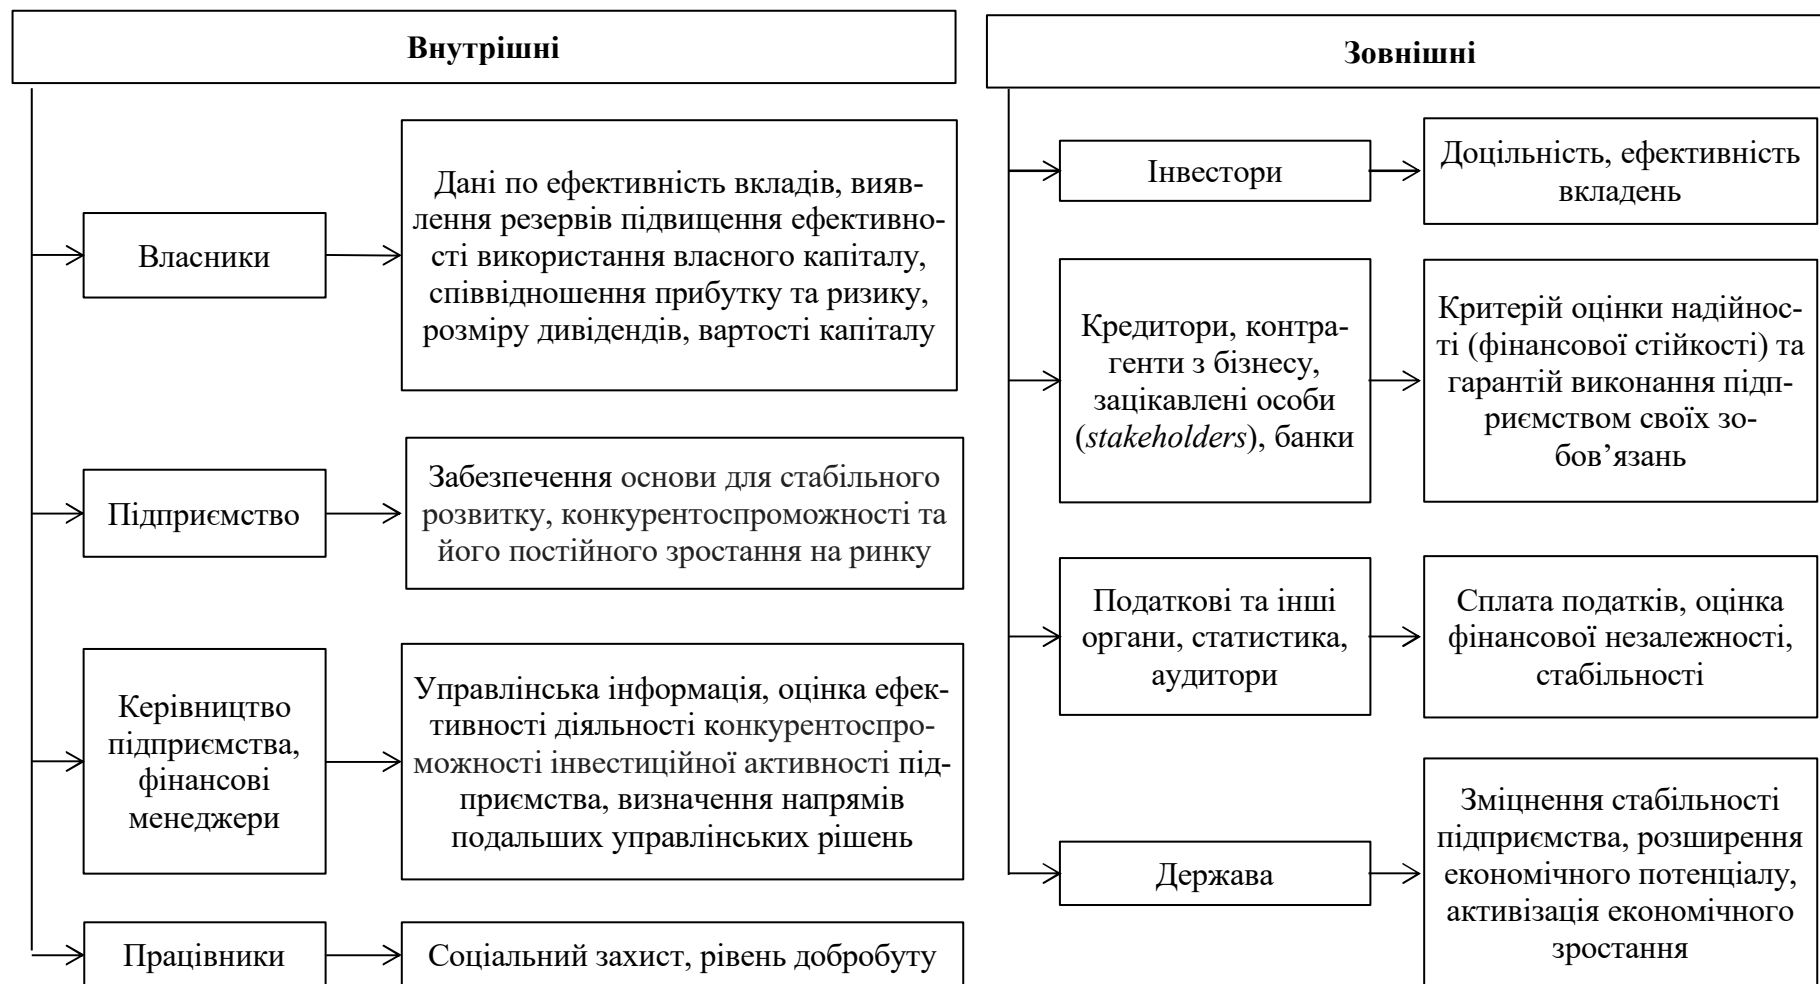 Внутрішні
Власники
Дані по ефективність вкладів, вияв-
лення резервів підвищення ефективно-
сті використання власного капіталу,
співвідношення прибутку та ризику,
розміру дивідендів, вартості капіталу
Підприємство
Забезпечення основи для стабільного
розвитку, конкурентоспроможності та
його постійного зростання на ринку
Керівництво
підприємства,
фінансові
менеджери
Управлінська інформація, оцінка ефек-
тивності діяльності конкурентоспро-
можності інвестиційної активності під-
приємства, визначення напрямів
подальших управлінських рішень
Працівники
Соціальний захист, рівень добробуту
Зовнішні
Інвестори
Доцільність, ефективність
вкладень
Кредитори, контра-
генти з бізнесу,
зацікавлені особи
(stakeholders), банки
Критерій оцінки надійнос-
ті (фінансової стійкості) та
гарантій виконання підп-
риємством своїх зо-
бов’язань
Податкові та інші
органи, статистика,
аудитори
Сплата податків, оцінка
фінансової незалежності,
стабільності
Держава
Зміцнення стабільності
підприємства, розширення
економічного потенціалу,
активізація економічного
зростання